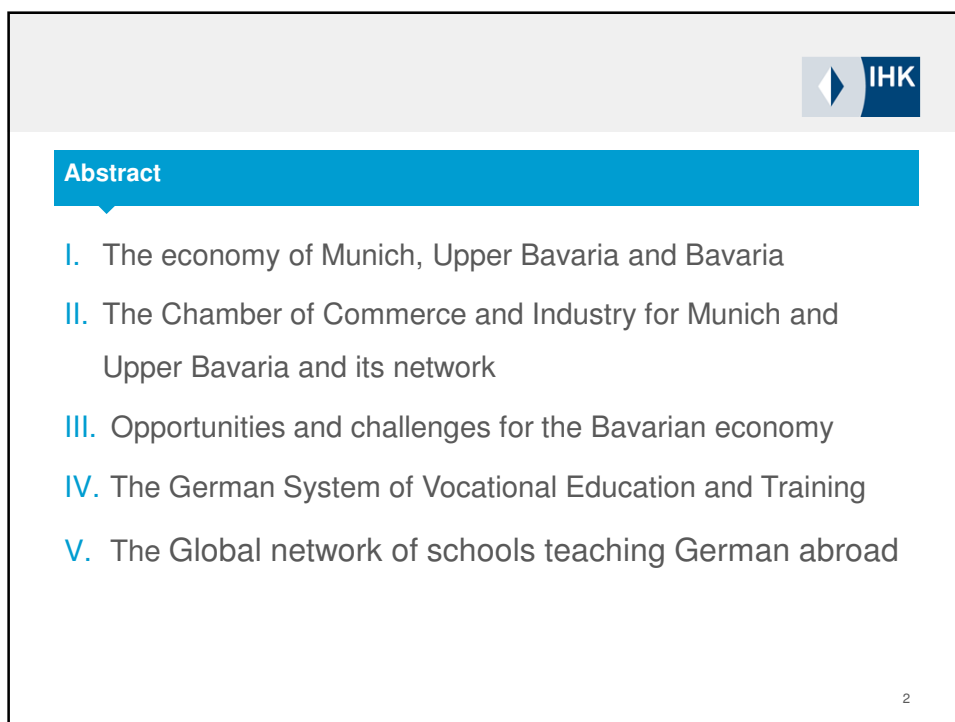 IHK
Abstract
I. The economy of Munich, Upper Bavaria and Bavaria
II. The Chamber of Commerce and Industry for Munich and
Upper Bavaria and its network
III. Opportunities and challenges for the Bavarian economy
IV. The German System of Vocational Education and Training
V. The Global network of schools teaching German abroad
2